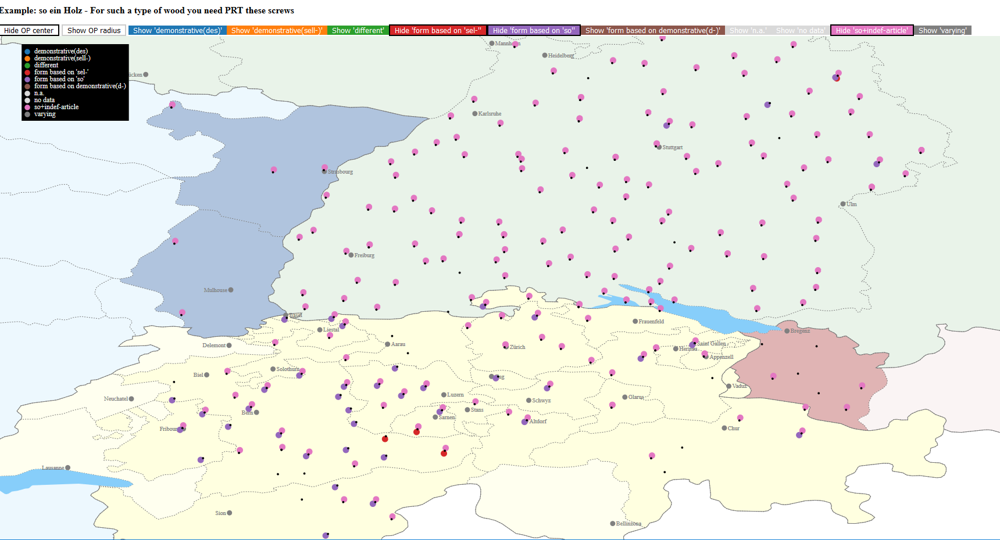 Example: so ein Holz - For such a type of wood you need PRT these screws
Hide OP center Show OP radius Show 'demonstrative(des)' Show 'demonstrative(sell-)' Show 'different' Hide 'form based on 'sel-'' Hide 'form based on 'so'' Show 'form based on demonstrative(d-)' Show 'n.a.' Show 'no data' Hide 'so+indef-article' Show 'varying'
demonstrative(des)
demonstrative(sell-)
different
form based on 'sel-'
form based on 'so'
form based on demonstrative(d-)
n.a.
no data
so+indef-article
varying
Mannheim
Heidelberg
ücken
Karlsruhe
Stuttgart
Strasbourg
Ulm
Freiburg
Mulhouse
Basel
Frauenfeld
Liestal
Bregenz
Delemont
Aarau
Zürich
Saint Gallen
Herisau
Appenzell
Solothurn
Biel
Zug
Vaduz
Neuchatel
Luzern
Schwyz
Glarus
Bern
Stans
Sarnen
Altdorf
Fribourg
Chur
Lausanne
Sion
Bellinzona